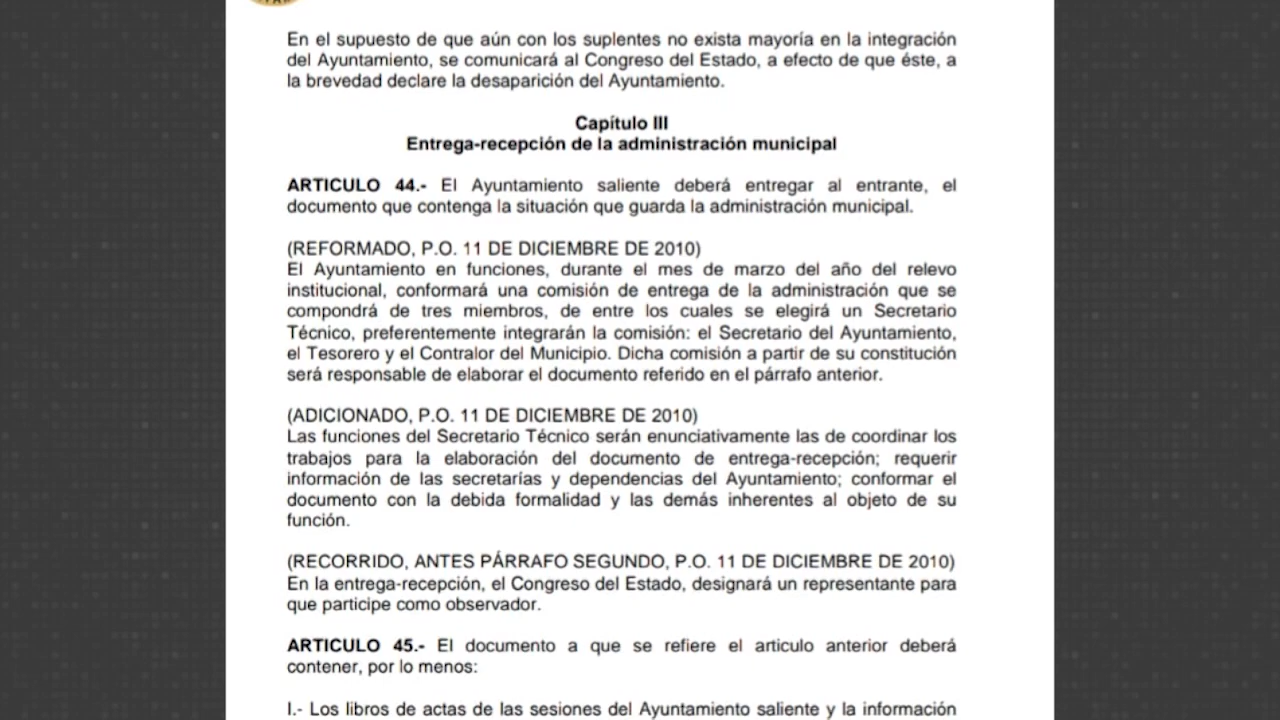 En el supuesto de que aún con los suplentes no exista mayoría en la integración
del Ayuntamiento, se comunicará al Congreso del Estado, a efecto de que éste, a
la brevedad declare la desaparición del Ayuntamiento.
Capítulo III
Entrega-recepción de la administración municipal
ARTICULO 44.- El Ayuntamiento saliente deberá entregar al entrante, el
documento que contenga la situación que guarda la administración municipal.
(REFORMADO, P.O. 11 DE DICIEMBRE DE 2010)
El Ayuntamiento en funciones, durante el mes de marzo del año del relevo
institucional, conformará una comisión de entrega de la administración que se
compondrá de tres miembros, de entre los cuales se elegirá un Secretario
Técnico, preferentemente integrarán la comisión: el Secretario del Ayuntamiento,
el Tesorero y el Contralor del Municipio. Dicha comisión a partir de su constitución
será responsable de elaborar el documento referido en el párrafo anterior.
(ADICIONADO, P.O. 11 DE DICIEMBRE DE 2010)
Las funciones del Secretario Técnico serán enunciativamente las de coordinar los
trabajos para la elaboración del documento de entrega-recepción; requerir
información de las secretarías y dependencias del Ayuntamiento; conformar el
documento con la debida formalidad y las demás inherentes al objeto de su
función.
(RECORRIDO, ANTES PÁRRAFO SEGUNDO, P.O. 11 DE DICIEMBRE DE 2010)
En la entrega-recepción, el Congreso del Estado, designará un representante para
que participe como observador.
ARTICULO 45.- El documento a que se refiere el articulo anterior deberá
contener, por lo menos:
I.- Los libros de actas de las sesiones del Ayuntamiento saliente y la información